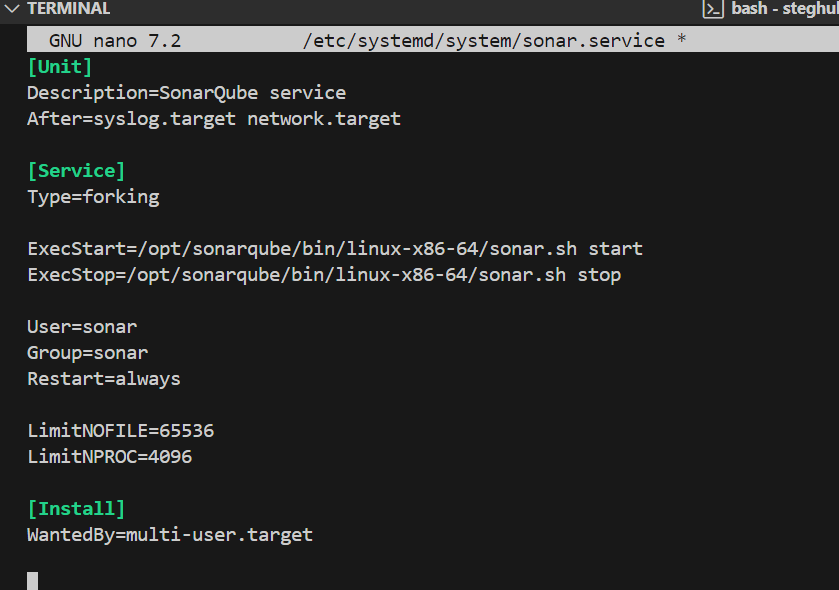 TERMINAL
bash - steghu
GNU nano 7.2 /etc/systemd/system/sonar.service *
[Unit]
Description=SonarQube service
After=syslog.target network.target
[Service]
Type=forking
ExecStart=/opt/sonarqube/bin/linux-x86-64/sonar.sh start
ExecStop=/opt/sonarqube/bin/linux-x86-64/sonar.sh stop
User=sonar
Group=sonar
Restart=always
LimitNOFILE=65536
LimitNPROC=4096
[Install]
WantedBy=multi-user.target